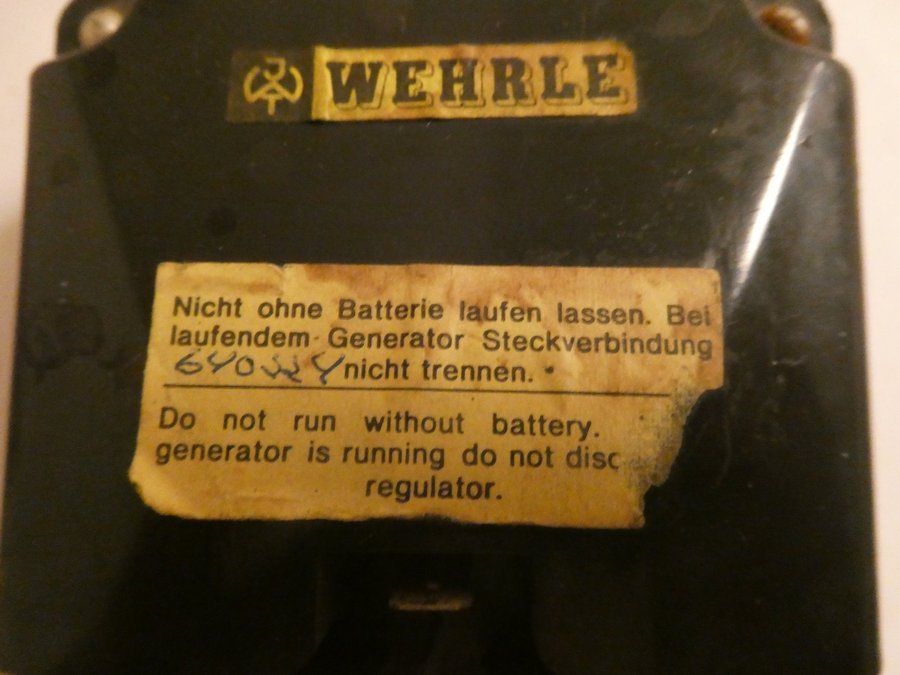 WEHRLE
Nicht ohne Batterie laufen lassen. Bei
laufendem Generator Steckverbindung
nicht trennen.
Do not run without battery.
generator is running do not disc
regulator.